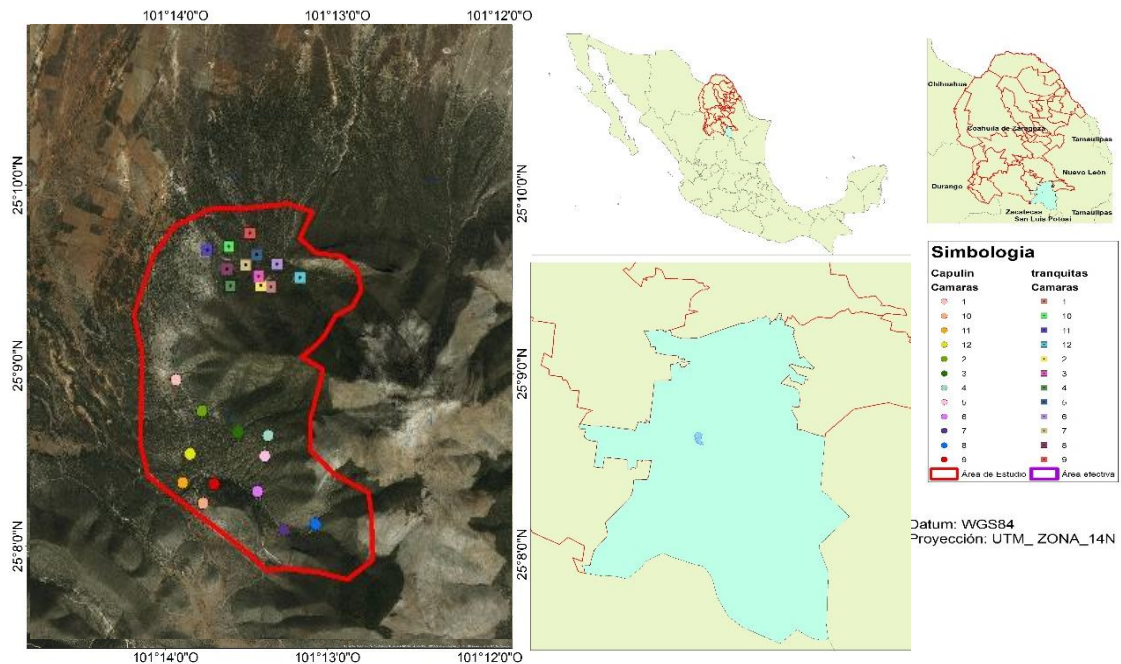 101°14'0"O 101°13'0"O 101°12'0"O
25°10'0"N
25°9'0"N
25°8'0"N
101°14'0"O 101°13'0"O 101°12'0"O
25°10'0"N
25°9'0"N
25°8'0"N
Chihuahua
Coahuila de Zaragoza
Tamaulipas
Nuevo León
Durango
Zacatecas
Tamaulipas
San Luis Potosí
Simbologia
Capulin tranquitas
Camaras Camaras
1 1
10 10
11 11
12 12
2 2
3 3
4 4
5 5
6 6
7 7
8 8
9 9
Área de Estudio Área efectiva
Datum: WGS84
Proyección: UTM_ ZONA_14N